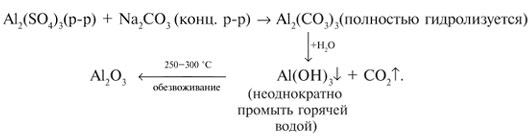 Al₂(SO₄)₃(р-р) + Na₂CO₃ (конц. р-р) → Al₂(CO₃)₃(полностью гидролизуется)
↓+H₂O
Al₂O₃ ←250–300 °C обезвоживание Al(OH)₃↓ + CO₂↑.
(неоднократно
промыть горячей
водой)